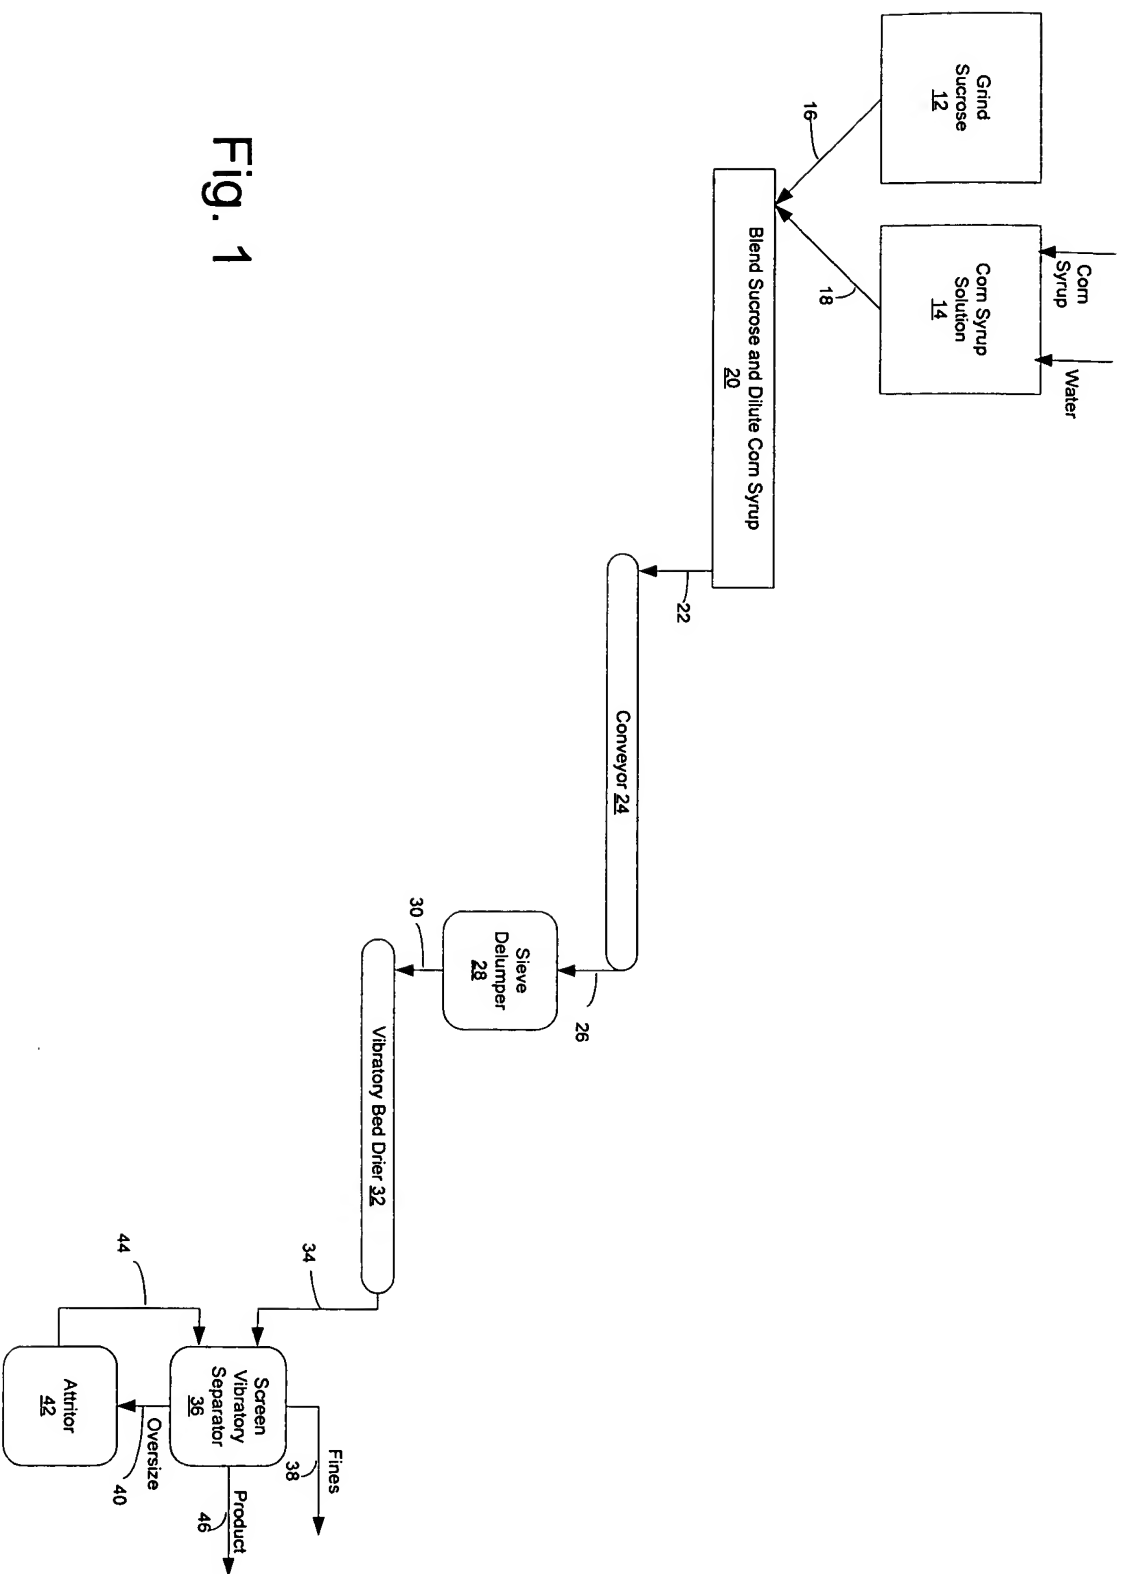 Grind
Sucrose
12
Corn Syrup
Solution
14
Corn
Syrup
Water
16
18
Blend Sucrose and Dilute Corn Syrup
20
22
Conveyor 24
26
Sieve
Delumper
28
30
Vibratory Bed Drier 32
34
Screen
Vibratory
Separator
36
Fines
38
Product
46
Oversize
40
Attritor
42
44
Fig. 1